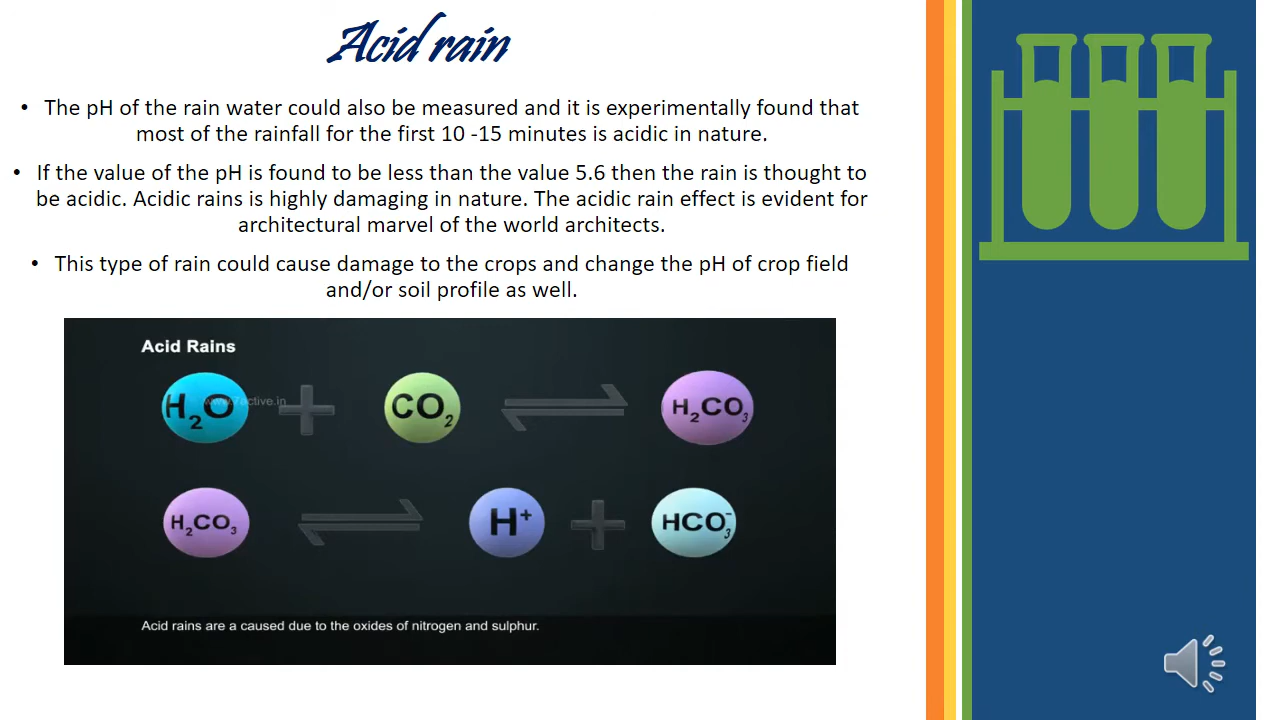 Acid rain
• The pH of the rain water could also be measured and it is experimentally found that
most of the rainfall for the first 10 -15 minutes is acidic in nature.
• If the value of the pH is found to be less than the value 5.6 then the rain is thought to
be acidic. Acidic rains is highly damaging in nature. The acidic rain effect is evident for
architectural marvel of the world architects.
• This type of rain could cause damage to the crops and change the pH of crop field
and/or soil profile as well.
Acid Rains
H₂O + CO₂ ⇌ H₂CO₃
www.7active.in
H₂CO₃ ⇌ H⁺ + HCO₃⁻
Acid rains are a caused due to the oxides of nitrogen and sulphur.